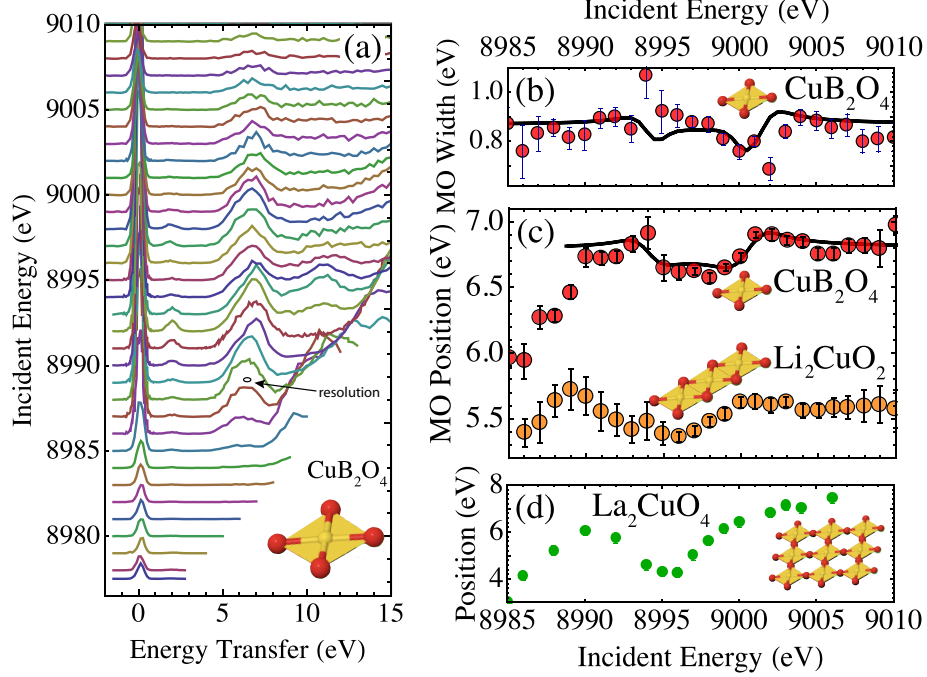 9010
9005
9000
8995
8990
8985
8980
Incident Energy (eV)
(a)
resolution
CuB₂O₄
0 5 10 15
Energy Transfer (eV)
Incident Energy (eV)
8985 8990 8995 9000 9005 9010
MO Width (eV)
1.0
0.8
(b)
CuB₂O₄
MO Position (eV)
7.0
6.5
6.0
5.5
(c)
CuB₂O₄
Li₂CuO₂
Position (eV)
8
6
4
(d)
La₂CuO₄
8985 8990 8995 9000 9005 9010
Incident Energy (eV)